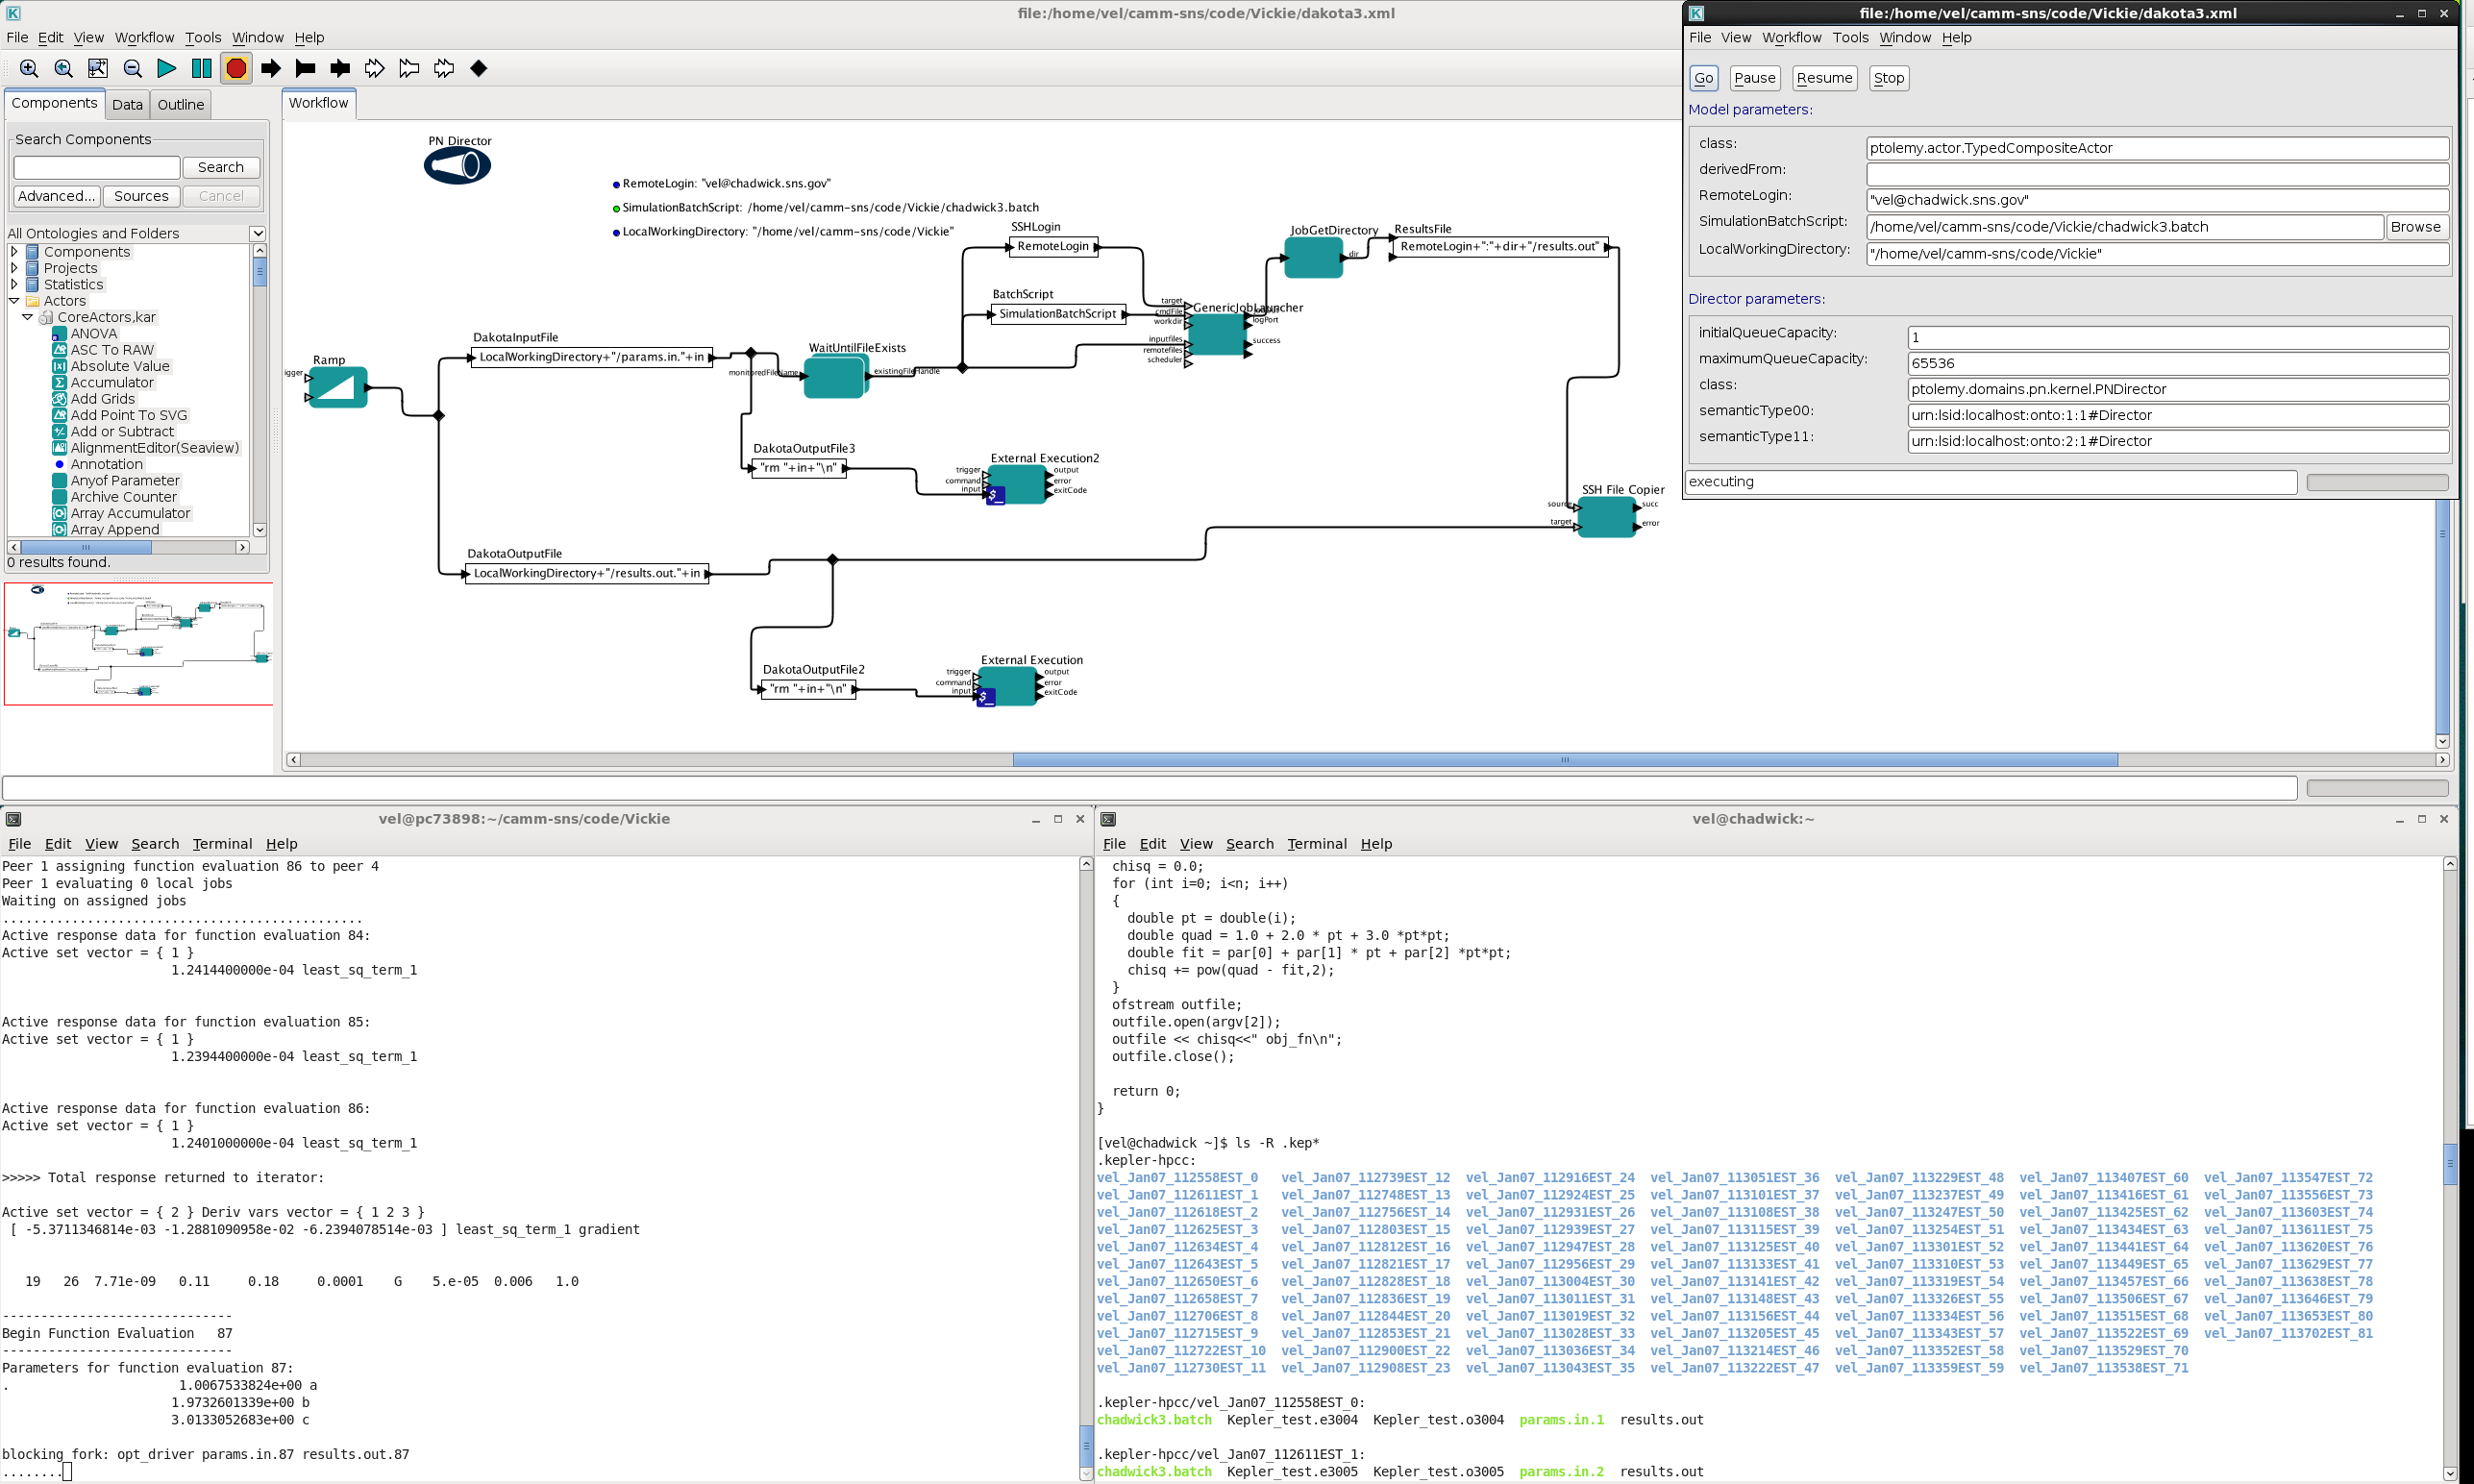 file:/home/vel/camm-sns/code/Vickie/dakota3.xml
File Edit View Workflow Tools Window Help
Components Data Outline
Workflow
Search Components
Search
Advanced... Sources Cancel
All Ontologies and Folders
Components
Projects
Statistics
Actors
CoreActors,kar
ANOVA
ASC To RAW
Absolute Value
Accumulator
Add Grids
Add Point To SVG
Add or Subtract
AlignmentEditor(Seaview)
Annotation
Anyof Parameter
Archive Counter
Array Accumulator
Array Append
0 results found.
PN Director
RemoteLogin: "vel@chadwick.sns.gov"
SimulationBatchScript: /home/vel/camm-sns/code/Vickie/chadwick3.batch
LocalWorkingDirectory: "/home/vel/camm-sns/code/Vickie"
SSHLogin
RemoteLogin
JobGetDirectory
dir
ResultsFile
RemoteLogin+":"+dir+"/results.out"
BatchScript
SimulationBatchScript
target
cmdFile
workdir
inputfiles
remotefiles
scheduler
GenericJobLauncher
logPort
success
DakotaInputFile
LocalWorkingDirectory+"/params.in."+in
WaitUntilFileExists
monitoredFileName
existingFileHandle
Ramp
igger
DakotaOutputFile3
"rm "+in+"\n"
External Execution2
trigger
command
input
output
error
exitCode
$_
SSH File Copier
source
target
succ
error
DakotaOutputFile
LocalWorkingDirectory+"/results.out."+in
DakotaOutputFile2
"rm "+in+"\n"
External Execution
trigger
command
input
output
error
exitCode
$_
file:/home/vel/camm-sns/code/Vickie/dakota3.xml
File View Workflow Tools Window Help
Go Pause Resume Stop
Model parameters:
class: ptolemy.actor.TypedCompositeActor
derivedFrom:
RemoteLogin: "vel@chadwick.sns.gov"
SimulationBatchScript: /home/vel/camm-sns/code/Vickie/chadwick3.batch Browse
LocalWorkingDirectory: "/home/vel/camm-sns/code/Vickie"
Director parameters:
initialQueueCapacity: 1
maximumQueueCapacity: 65536
class: ptolemy.domains.pn.kernel.PNDirector
semanticType00: urn:lsid:localhost:onto:1:1#Director
semanticType11: urn:lsid:localhost:onto:2:1#Director
executing
vel@pc73898:~/camm-sns/code/Vickie
File Edit View Search Terminal Help
Peer 1 assigning function evaluation 86 to peer 4
Peer 1 evaluating 0 local jobs
Waiting on assigned jobs
...............................................
Active response data for function evaluation 84:
Active set vector = { 1 }
1.2414400000e-04 least_sq_term_1
Active response data for function evaluation 85:
Active set vector = { 1 }
1.2394400000e-04 least_sq_term_1
Active response data for function evaluation 86:
Active set vector = { 1 }
1.2401000000e-04 least_sq_term_1
>>>>> Total response returned to iterator:
Active set vector = { 2 } Deriv vars vector = { 1 2 3 }
[ -5.3711346814e-03 -1.2881090958e-02 -6.2394078514e-03 ] least_sq_term_1 gradient
19 26 7.71e-09 0.11 0.18 0.0001 G 5.e-05 0.006 1.0
------------------------------
Begin Function Evaluation 87
------------------------------
Parameters for function evaluation 87:
. 1.0067533824e+00 a
1.9732601339e+00 b
3.0133052683e+00 c
blocking fork: opt_driver params.in.87 results.out.87
........
vel@chadwick:~
File Edit View Search Terminal Help
chisq = 0.0;
for (int i=0; i<n; i++)
{
double pt = double(i);
double quad = 1.0 + 2.0 * pt + 3.0 *pt*pt;
double fit = par[0] + par[1] * pt + par[2] *pt*pt;
chisq += pow(quad - fit,2);
}
ofstream outfile;
outfile.open(argv[2]);
outfile << chisq<<" obj_fn\n";
outfile.close();
return 0;
}
[vel@chadwick ~]$ ls -R .kep*
.kepler-hpcc:
vel_Jan07_112558EST_0 vel_Jan07_112739EST_12 vel_Jan07_112916EST_24 vel_Jan07_113051EST_36 vel_Jan07_113229EST_48 vel_Jan07_113407EST_60 vel_Jan07_113547EST_72
vel_Jan07_112611EST_1 vel_Jan07_112748EST_13 vel_Jan07_112924EST_25 vel_Jan07_113101EST_37 vel_Jan07_113237EST_49 vel_Jan07_113416EST_61 vel_Jan07_113556EST_73
vel_Jan07_112618EST_2 vel_Jan07_112756EST_14 vel_Jan07_112931EST_26 vel_Jan07_113108EST_38 vel_Jan07_113247EST_50 vel_Jan07_113425EST_62 vel_Jan07_113603EST_74
vel_Jan07_112625EST_3 vel_Jan07_112803EST_15 vel_Jan07_112939EST_27 vel_Jan07_113115EST_39 vel_Jan07_113254EST_51 vel_Jan07_113434EST_63 vel_Jan07_113611EST_75
vel_Jan07_112634EST_4 vel_Jan07_112812EST_16 vel_Jan07_112947EST_28 vel_Jan07_113125EST_40 vel_Jan07_113301EST_52 vel_Jan07_113441EST_64 vel_Jan07_113620EST_76
vel_Jan07_112643EST_5 vel_Jan07_112821EST_17 vel_Jan07_112956EST_29 vel_Jan07_113133EST_41 vel_Jan07_113310EST_53 vel_Jan07_113449EST_65 vel_Jan07_113629EST_77
vel_Jan07_112650EST_6 vel_Jan07_112828EST_18 vel_Jan07_113004EST_30 vel_Jan07_113141EST_42 vel_Jan07_113319EST_54 vel_Jan07_113457EST_66 vel_Jan07_113638EST_78
vel_Jan07_112658EST_7 vel_Jan07_112836EST_19 vel_Jan07_113011EST_31 vel_Jan07_113148EST_43 vel_Jan07_113326EST_55 vel_Jan07_113506EST_67 vel_Jan07_113646EST_79
vel_Jan07_112706EST_8 vel_Jan07_112844EST_20 vel_Jan07_113019EST_32 vel_Jan07_113156EST_44 vel_Jan07_113334EST_56 vel_Jan07_113515EST_68 vel_Jan07_113653EST_80
vel_Jan07_112715EST_9 vel_Jan07_112853EST_21 vel_Jan07_113028EST_33 vel_Jan07_113205EST_45 vel_Jan07_113343EST_57 vel_Jan07_113522EST_69 vel_Jan07_113702EST_81
vel_Jan07_112722EST_10 vel_Jan07_112900EST_22 vel_Jan07_113036EST_34 vel_Jan07_113214EST_46 vel_Jan07_113352EST_58 vel_Jan07_113529EST_70
vel_Jan07_112730EST_11 vel_Jan07_112908EST_23 vel_Jan07_113043EST_35 vel_Jan07_113222EST_47 vel_Jan07_113359EST_59 vel_Jan07_113538EST_71
.kepler-hpcc/vel_Jan07_112558EST_0:
chadwick3.batch Kepler_test.e3004 Kepler_test.o3004 params.in.1 results.out
.kepler-hpcc/vel_Jan07_112611EST_1:
chadwick3.batch Kepler_test.e3005 Kepler_test.o3005 params.in.2 results.out